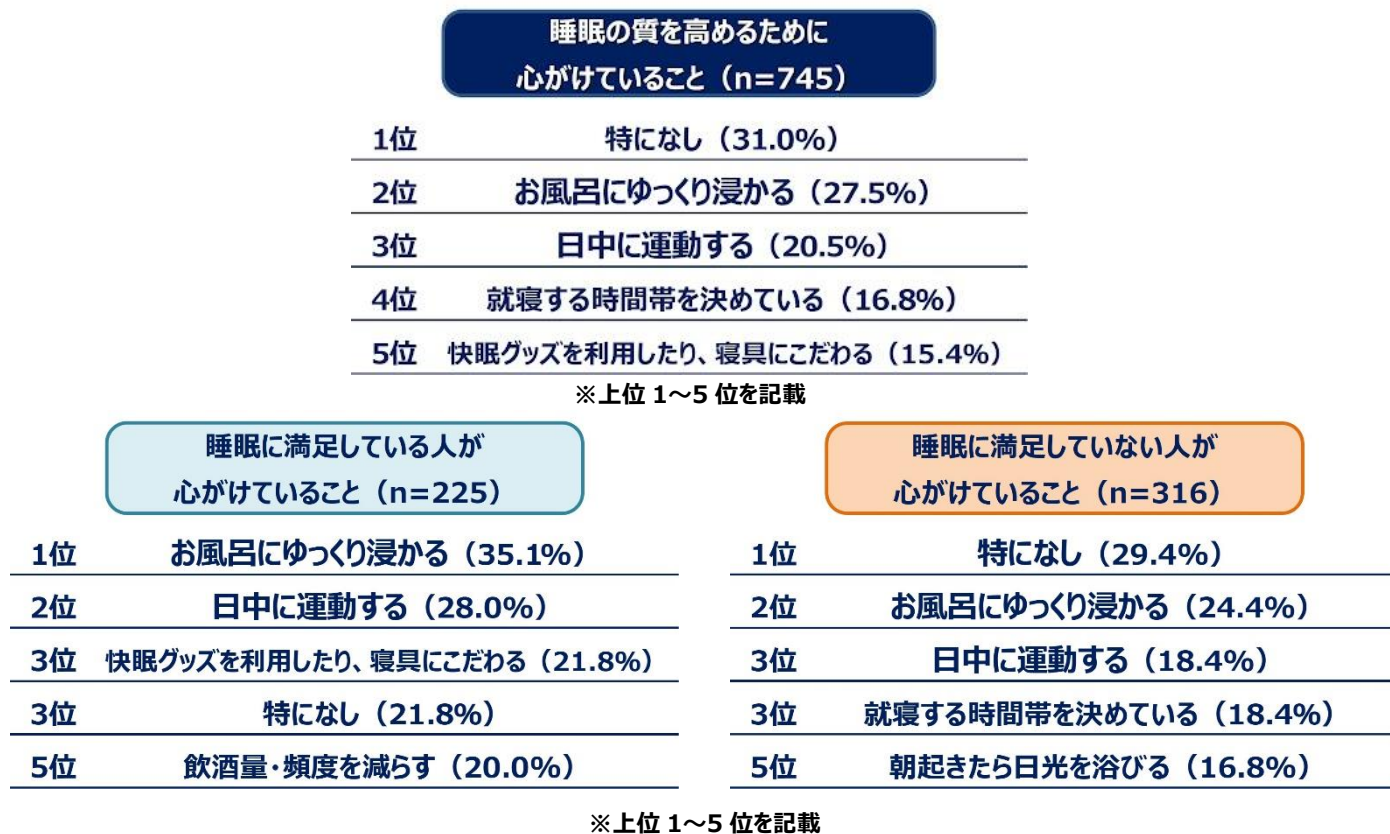 睡眠の質を高めるために
心がけていること（n=745）
1位 特になし（31.0%）
2位 お風呂にゆっくり浸かる（27.5%）
3位 日中に運動する（20.5%）
4位 就寝する時間帯を決めている（16.8%）
5位 快眠グッズを利用したり、寝具にこだわる（15.4%）
※上位 1～5 位を記載
睡眠に満足している人が
心がけていること（n=225）
1位 お風呂にゆっくり浸かる（35.1%）
2位 日中に運動する（28.0%）
3位 快眠グッズを利用したり、寝具にこだわる（21.8%）
3位 特になし（21.8%）
5位 飲酒量・頻度を減らす（20.0%）
睡眠に満足していない人が
心がけていること（n=316）
1位 特になし（29.4%）
2位 お風呂にゆっくり浸かる（24.4%）
3位 日中に運動する（18.4%）
3位 就寝する時間帯を決めている（18.4%）
5位 朝起きたら日光を浴びる（16.8%）
※上位 1～5 位を記載